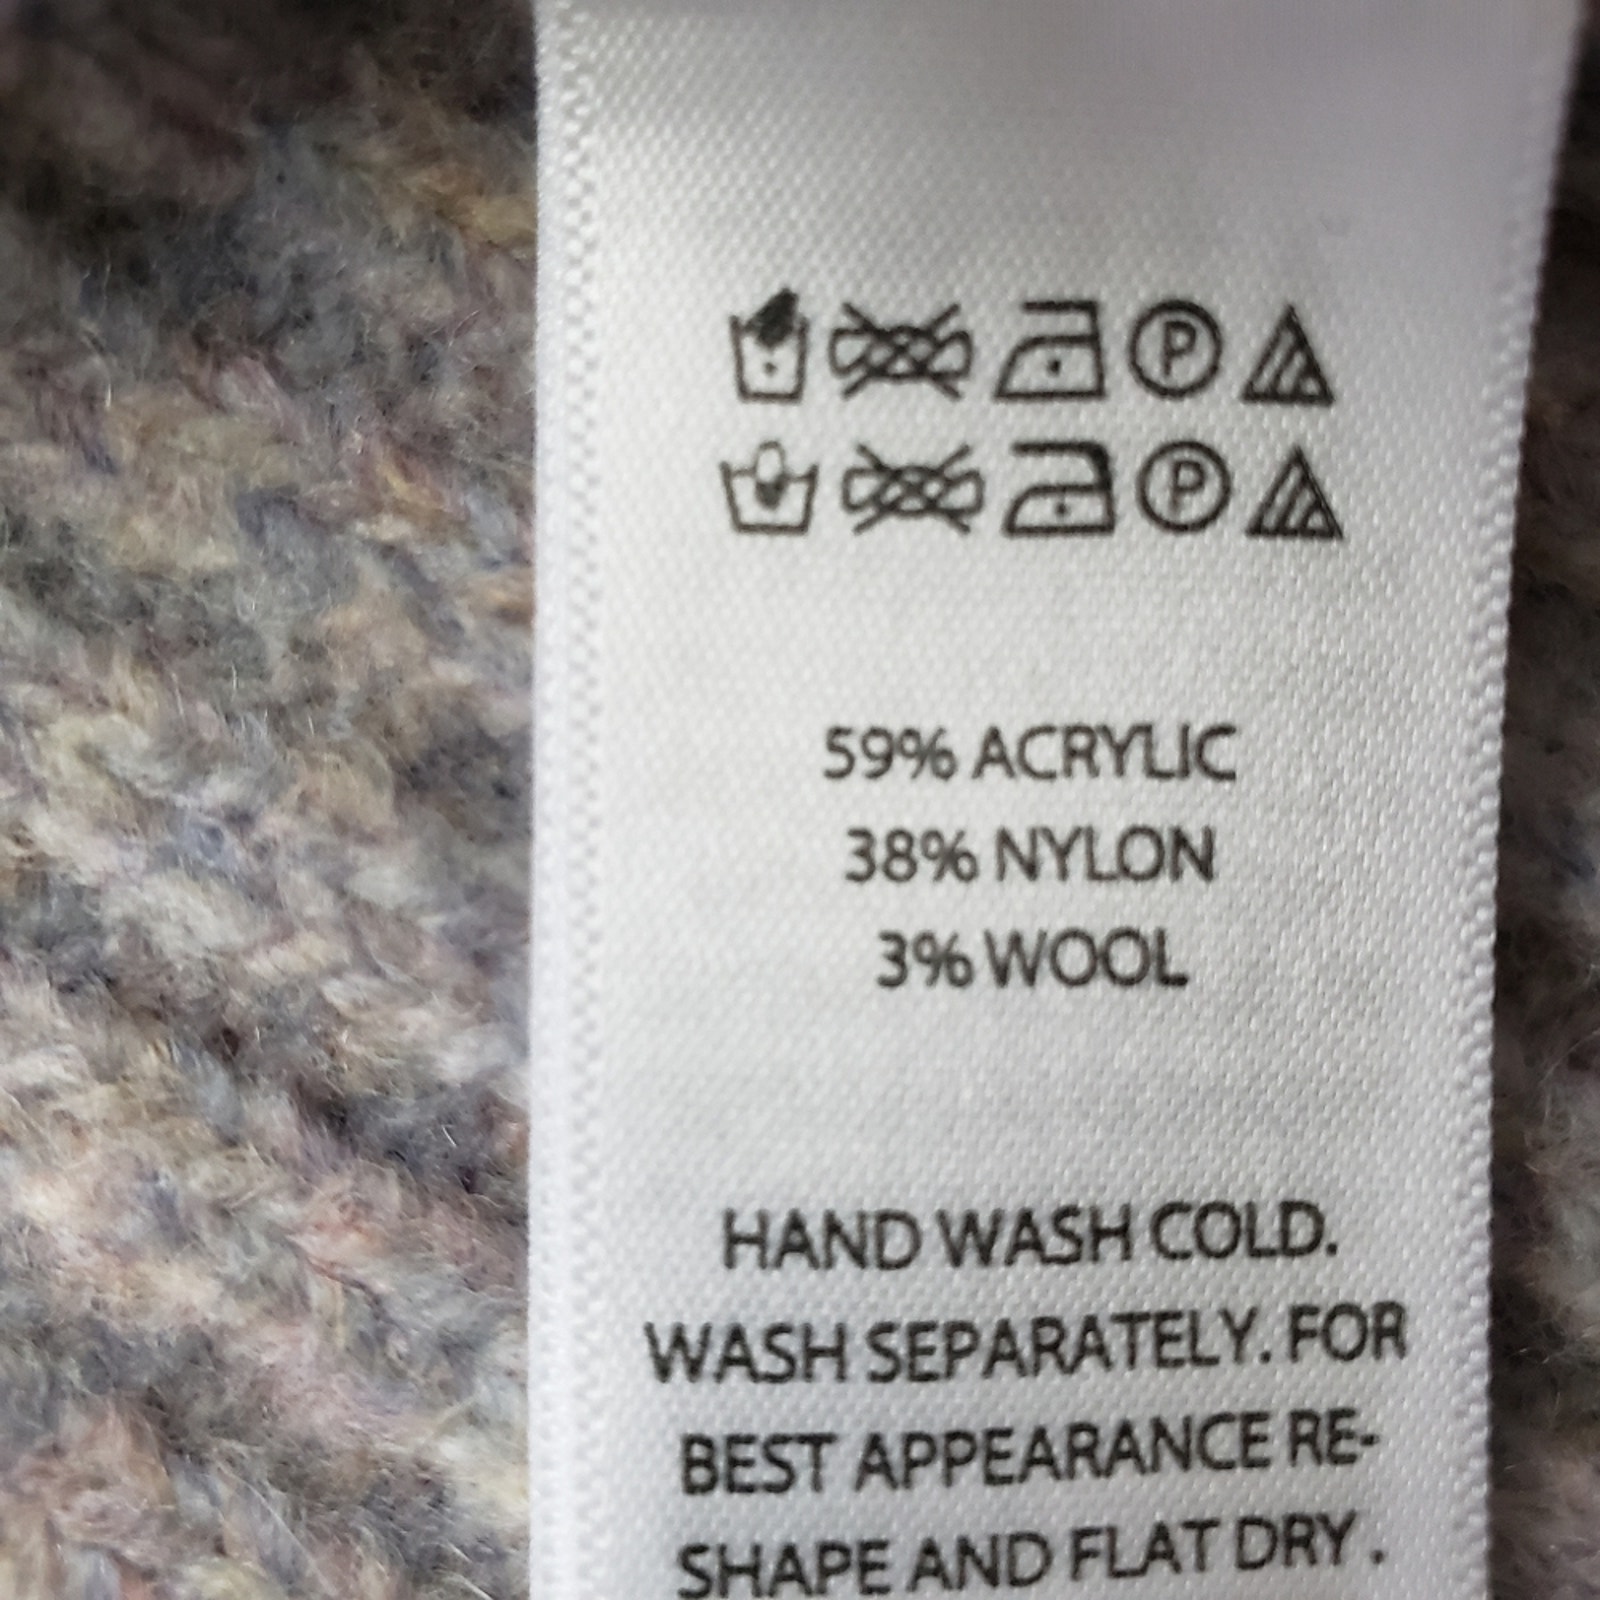 P
P
59% ACRYLIC
38% NYLON
3% WOOL
HAND WASH COLD.
WASH SEPARATELY. FOR
BEST APPEARANCE RE-
SHAPE AND FLAT DRY .